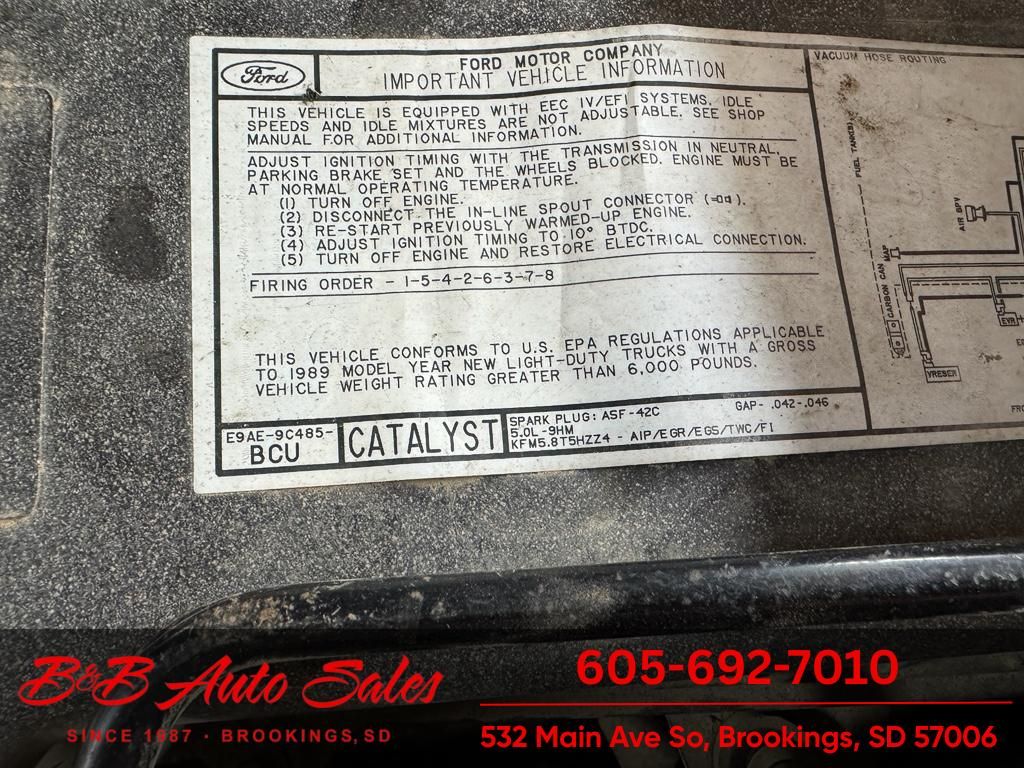 Ford
FORD MOTOR COMPANY
IMPORTANT VEHICLE INFORMATION
VACUUM HOSE ROUTING
THIS VEHICLE IS EQUIPPED WITH EEC IV/EFI SYSTEMS. IDLE
SPEEDS AND IDLE MIXTURES ARE NOT ADJUSTABLE. SEE SHOP
MANUAL FOR ADDITIONAL INFORMATION.
ADJUST IGNITION TIMING WITH THE TRANSMISSION IN NEUTRAL,
PARKING BRAKE SET AND THE WHEELS BLOCKED. ENGINE MUST BE
AT NORMAL OPERATING TEMPERATURE.
(1) TURN OFF ENGINE.
(2) DISCONNECT THE IN-LINE SPOUT CONNECTOR ( ).
(3) RE-START PREVIOUSLY WARMED-UP ENGINE.
(4) ADJUST IGNITION TIMING TO 10° BTDC.
(5) TURN OFF ENGINE AND RESTORE ELECTRICAL CONNECTION.
FIRING ORDER - 1-5-4-2-6-3-7-8
THIS VEHICLE CONFORMS TO U.S. EPA REGULATIONS APPLICABLE
TO 1989 MODEL YEAR NEW LIGHT-DUTY TRUCKS WITH A GROSS
VEHICLE WEIGHT RATING GREATER THAN 6,000 POUNDS.
E9AE-9C485-
BCU
CATALYST
SPARK PLUG: ASF-42C GAP- .042-.046
5.0L-9HM
KFM5.8T5HZZ4 - AIP/EGR/EGS/TWC/FI
FUEL TANK(S)
AIR BPV
CARBON CAN
MAP
EVR
VRESER
B&B Auto Sales
SINCE 1987 · BROOKINGS, SD
605-692-7010
532 Main Ave So, Brookings, SD 57006